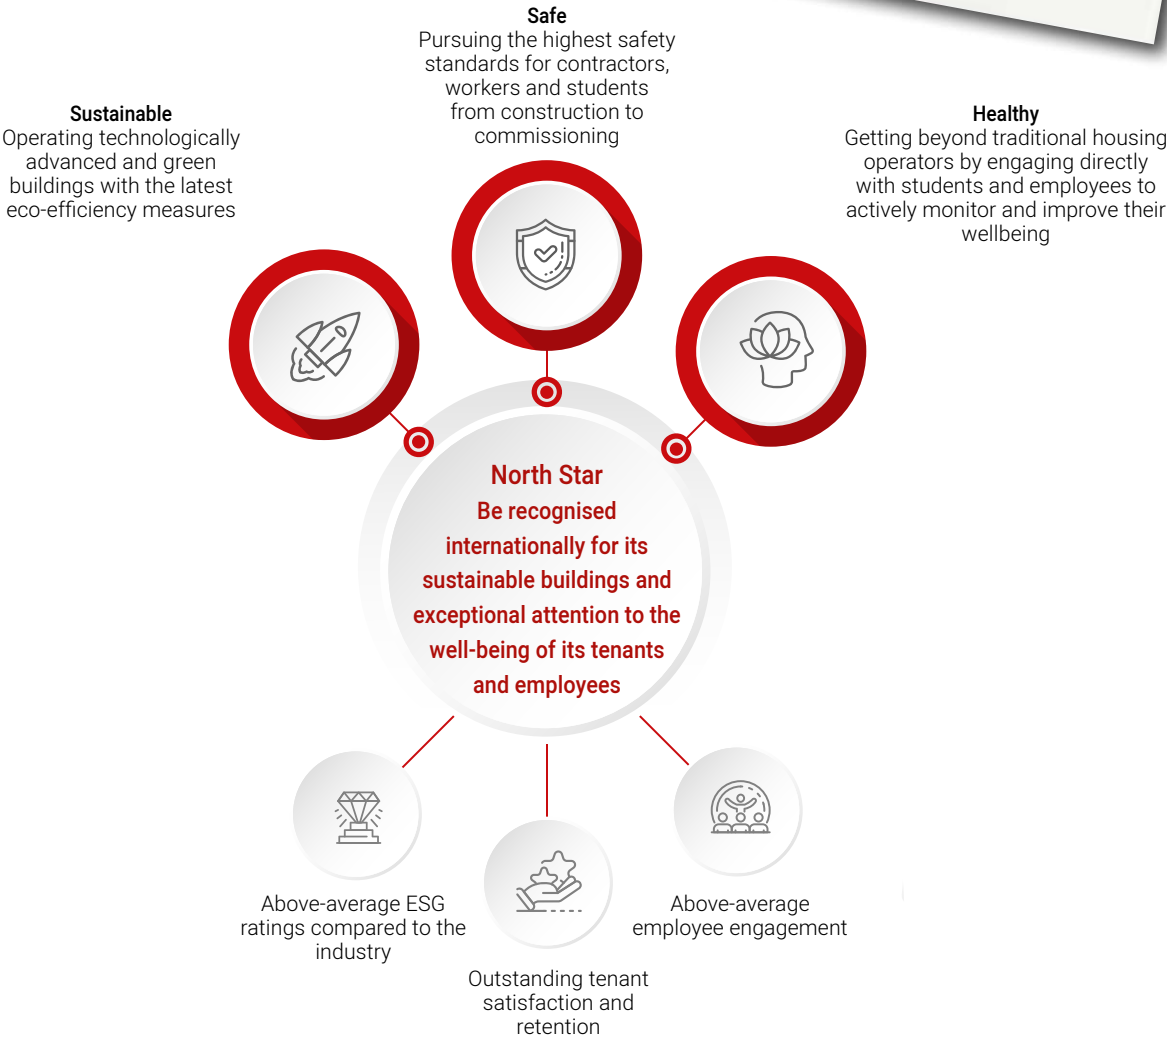 Safe
Pursuing the highest safety
standards for contractors,
workers and students
from construction to
commissioning
Sustainable
Operating technologically
advanced and green
buildings with the latest
eco-efficiency measures
Healthy
Getting beyond traditional housing
operators by engaging directly
with students and employees to
actively monitor and improve their
wellbeing
North Star
Be recognised
internationally for its
sustainable buildings and
exceptional attention to the
well-being of its tenants
and employees
Above-average ESG
ratings compared to the
industry
Outstanding tenant
satisfaction and
retention
Above-average
employee engagement